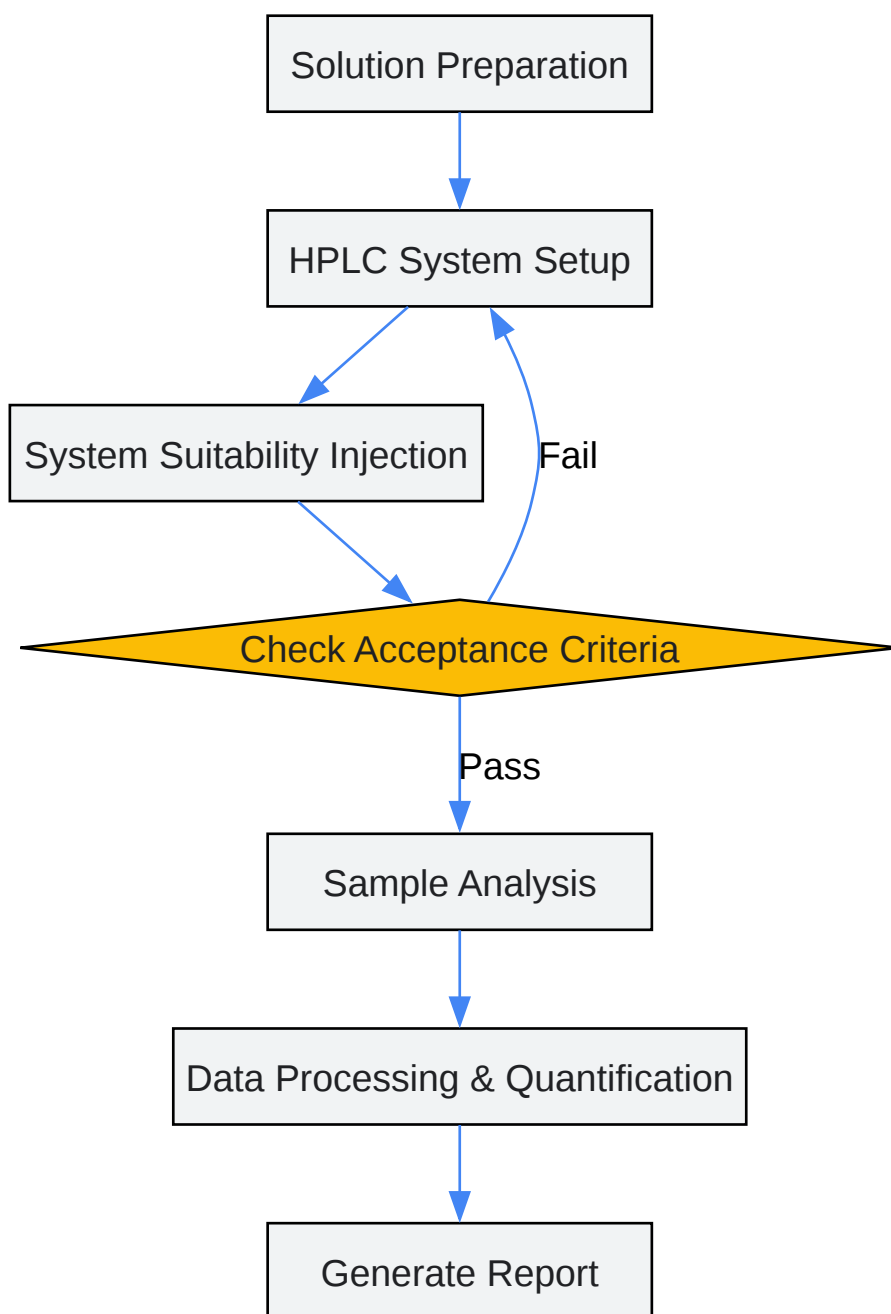 Solution Preparation
HPLC System Setup
System Suitability Injection
Fail
Check Acceptance Criteria
Pass
Sample Analysis
Data Processing & Quantification
Generate Report